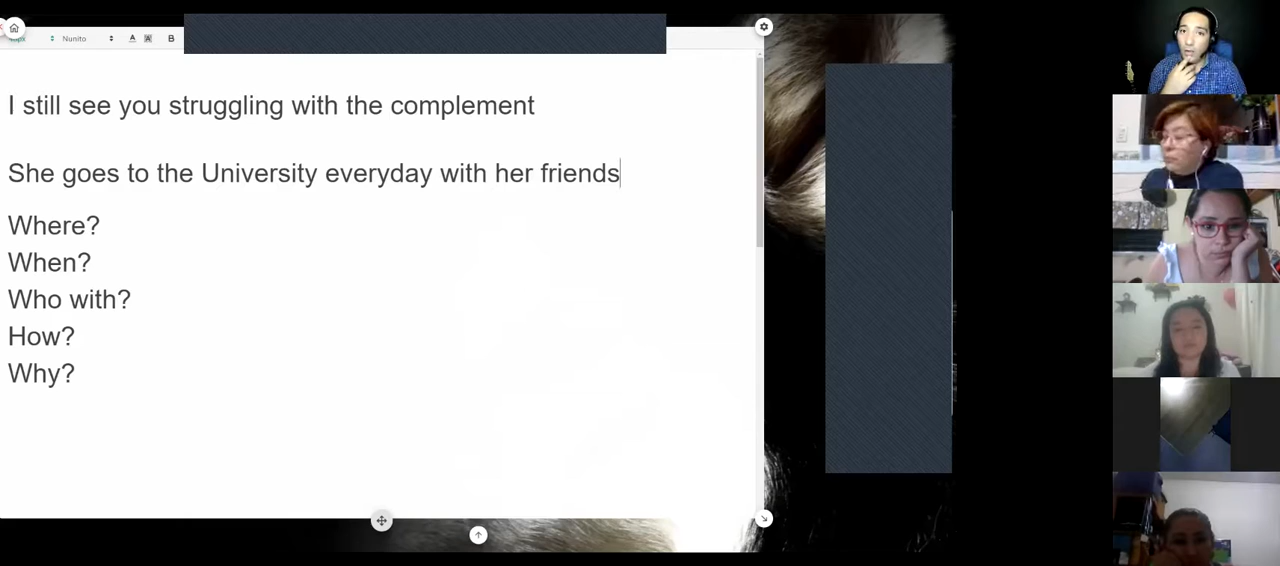 Nunito
B
I still see you struggling with the complement
She goes to the University everyday with her friends
Where?
When?
Who with?
How?
Why?